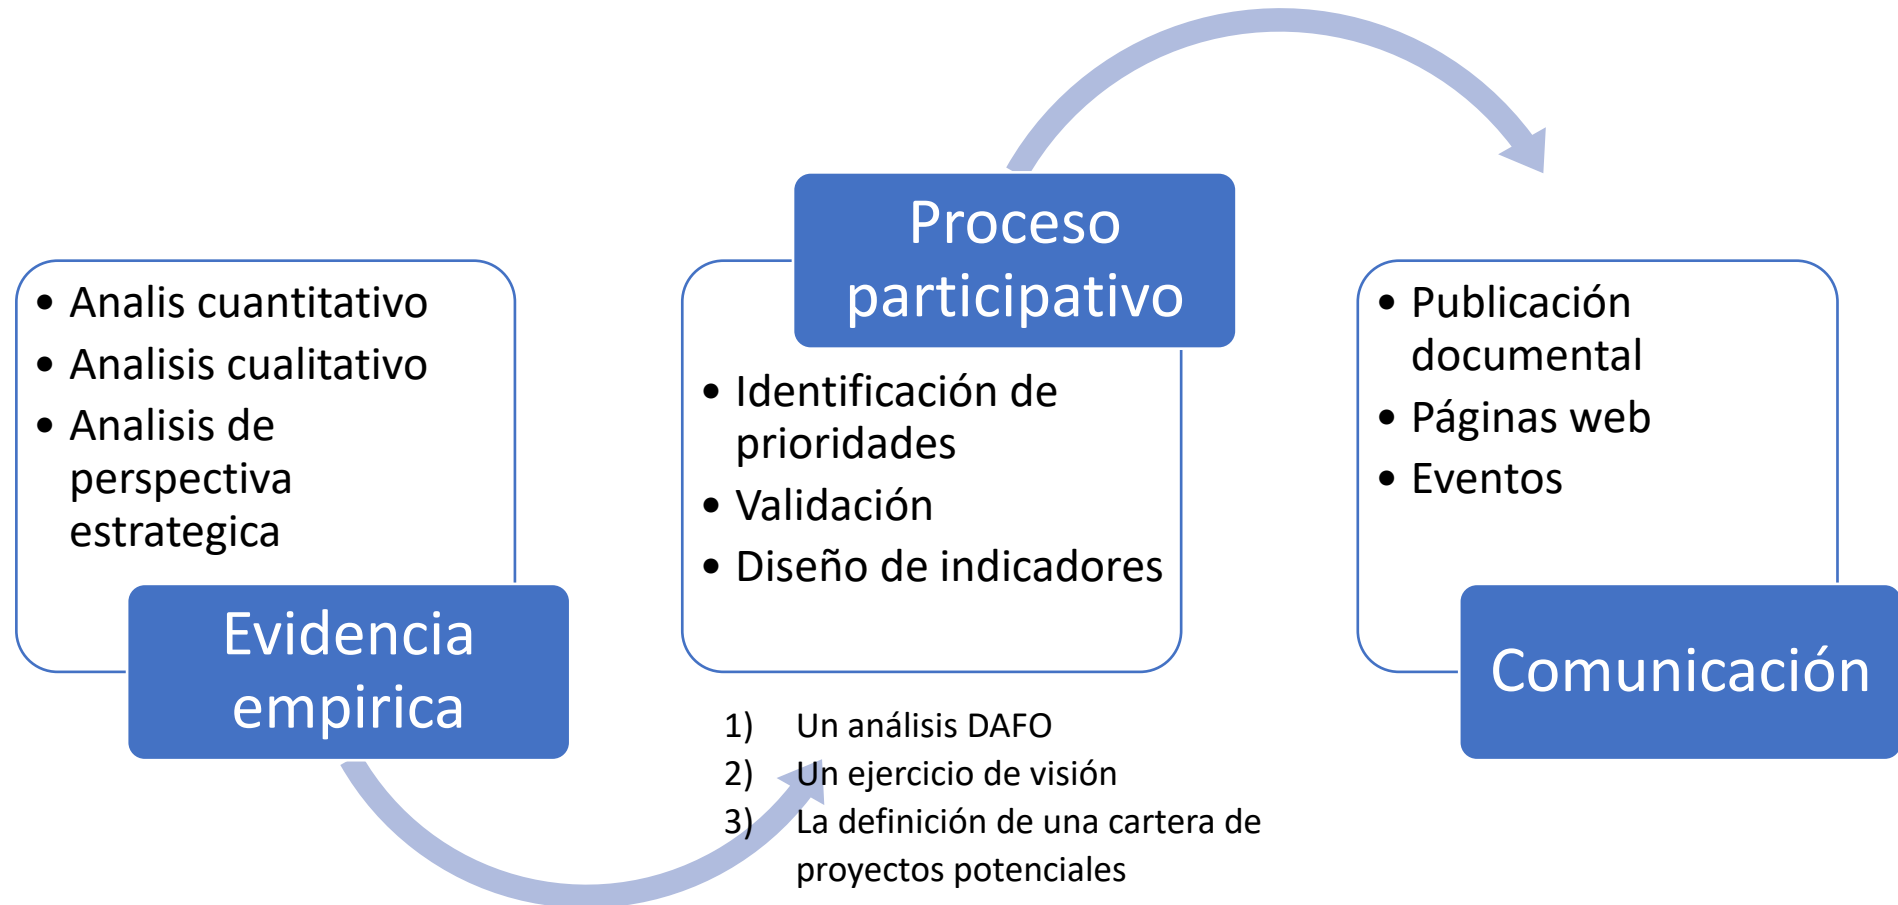 • Analis cuantitativo
• Analisis cualitativo
• Analisis de
perspectiva
estrategica
Evidencia
empirica
Proceso
participativo
• Identificación de
prioridades
• Validación
• Diseño de indicadores
1) Un análisis DAFO
2) Un ejercicio de visión
3) La definición de una cartera de
proyectos potenciales
• Publicación
documental
• Páginas web
• Eventos
Comunicación